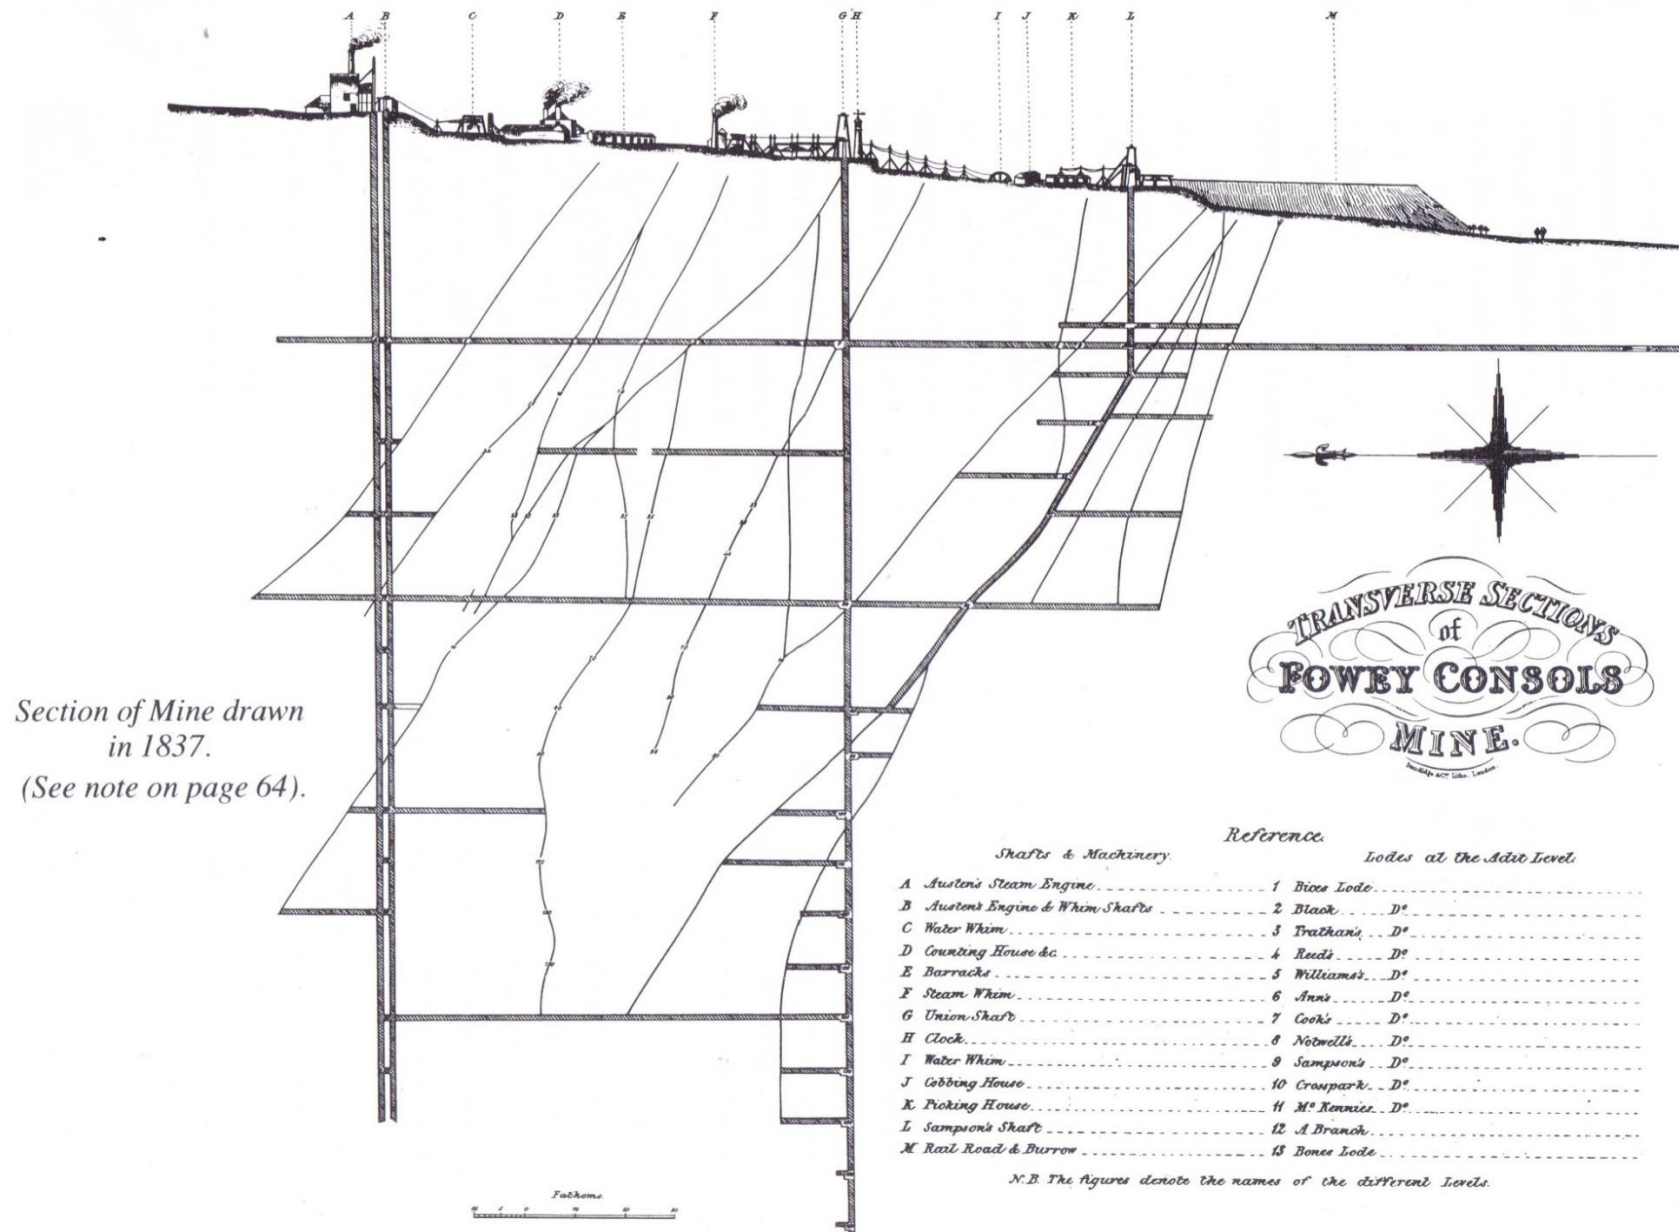 A B C D E F G H I J K L M
TRANSVERSE SECTIONS
of
FOWEY CONSOLS
MINE.
Section of Mine drawn
in 1837.
(See note on page 64).
Reference.
Shafts & Machinery.
A Austen's Steam Engine
B Austen's Engine & Whim Shafts
C Water Whim
D Counting House &c
E Barracks
F Steam Whim
G Union Shaft
H Clock
I Water Whim
J Cobbing House
K Picking House
L Sampson's Shaft
M Rail Road & Burrow
Lodes at the Adit Level.
1 Bices Lode
2 Black Do
3 Trathan's Do
4 Reed's Do
5 Williams's Do
6 Ann's Do
7 Cook's Do
8 Notwell's Do
9 Sampson's Do
10 Crosspark Do
11 Mc Kennies Do
12 A Branch
13 Bones Lode
N.B. The figures denote the names of the different Levels.
Fathoms.